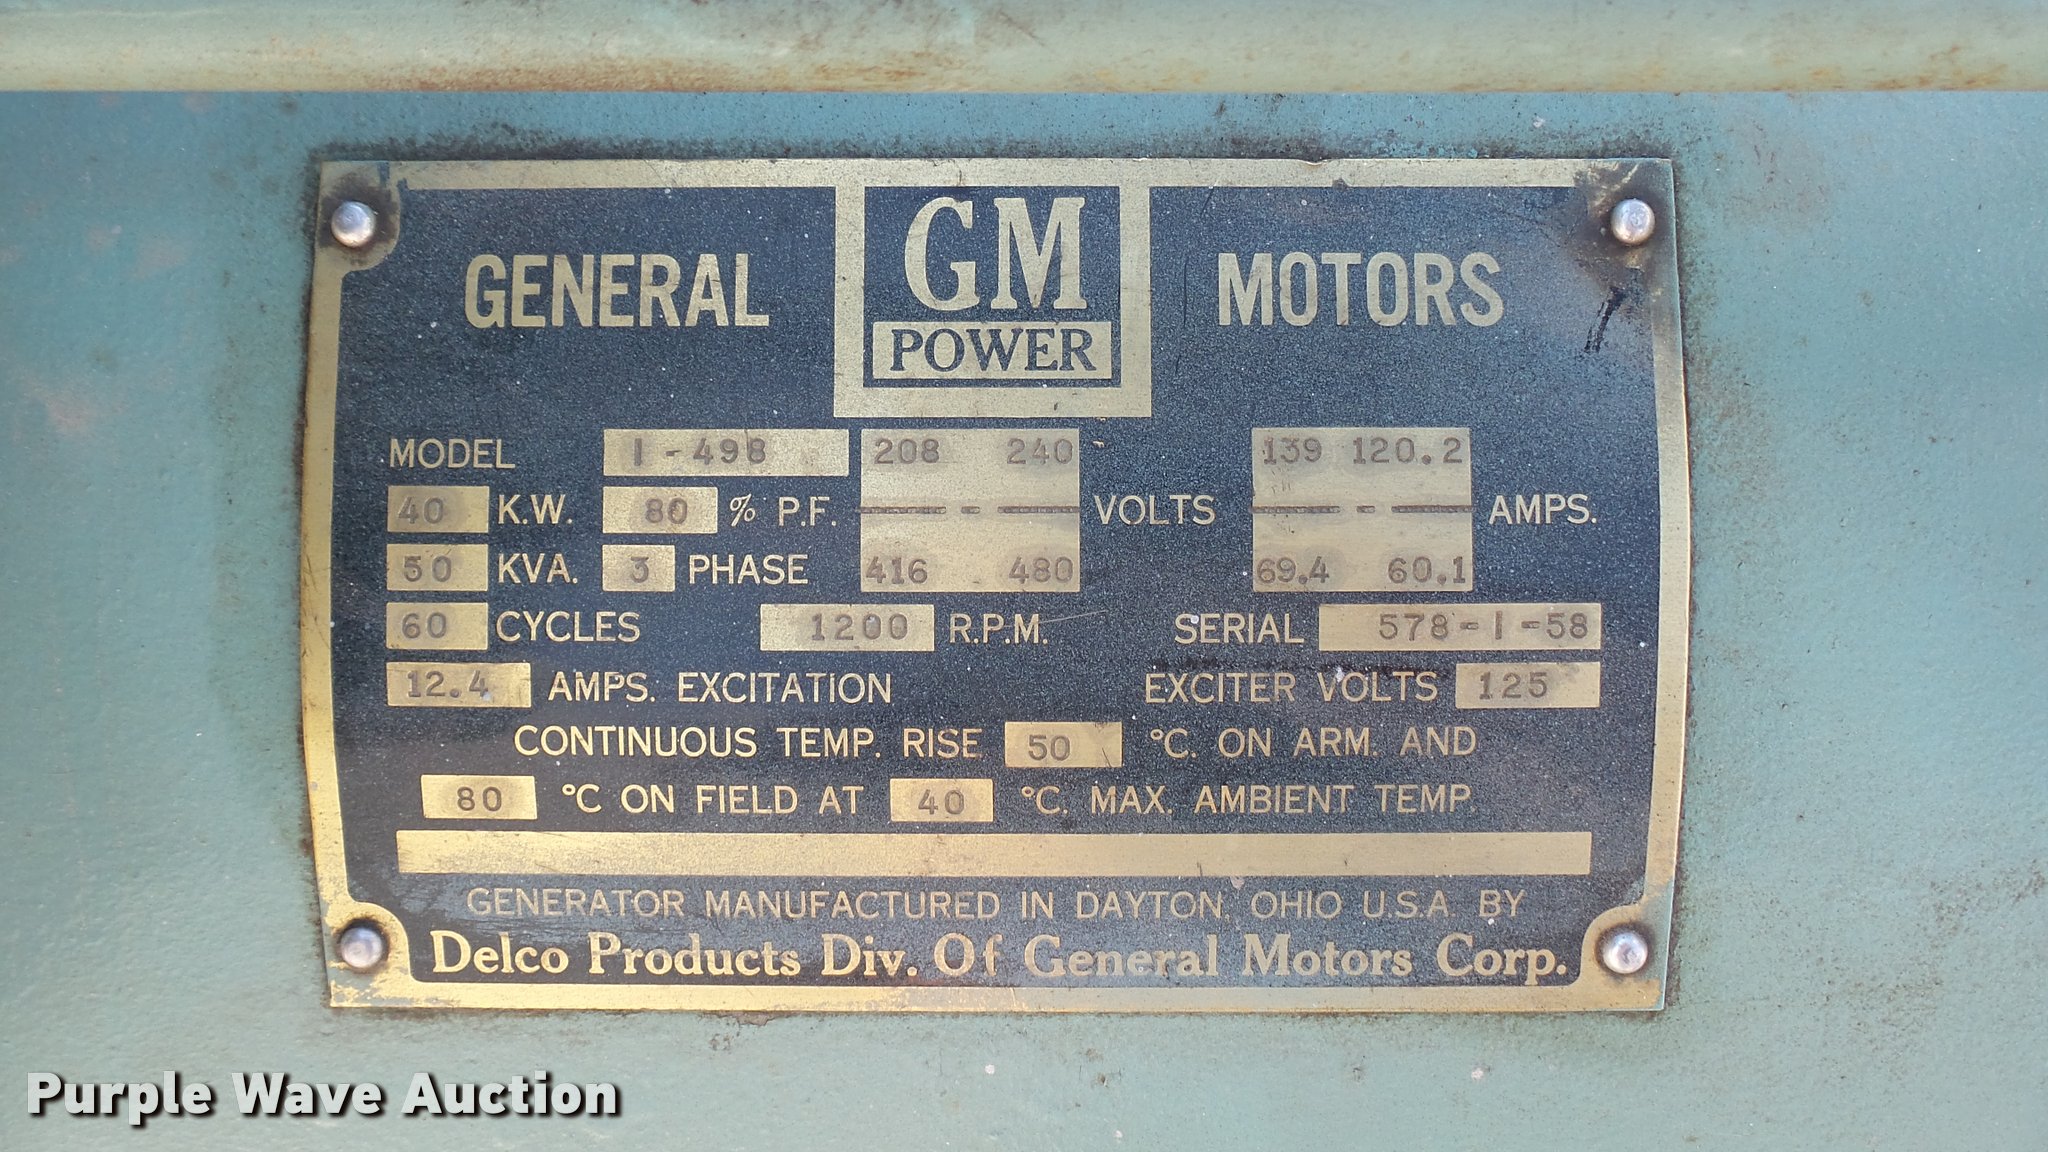 GENERAL GM POWER MOTORS
MODEL 1-498 208 240 139 120.2
40 K.W. 80 % P.F. ---- - ---- VOLTS ---- - ---- AMPS.
50 KVA. 3 PHASE 416 480 69.4 60.1
60 CYCLES 1200 R.P.M. SERIAL 578-1-58
12.4 AMPS. EXCITATION EXCITER VOLTS 125
CONTINUOUS TEMP. RISE 50 °C. ON ARM. AND
80 °C ON FIELD AT 40 °C. MAX. AMBIENT TEMP.
GENERATOR MANUFACTURED IN DAYTON, OHIO U.S.A. BY
Delco Products Div. Of General Motors Corp.
Purple Wave Auction